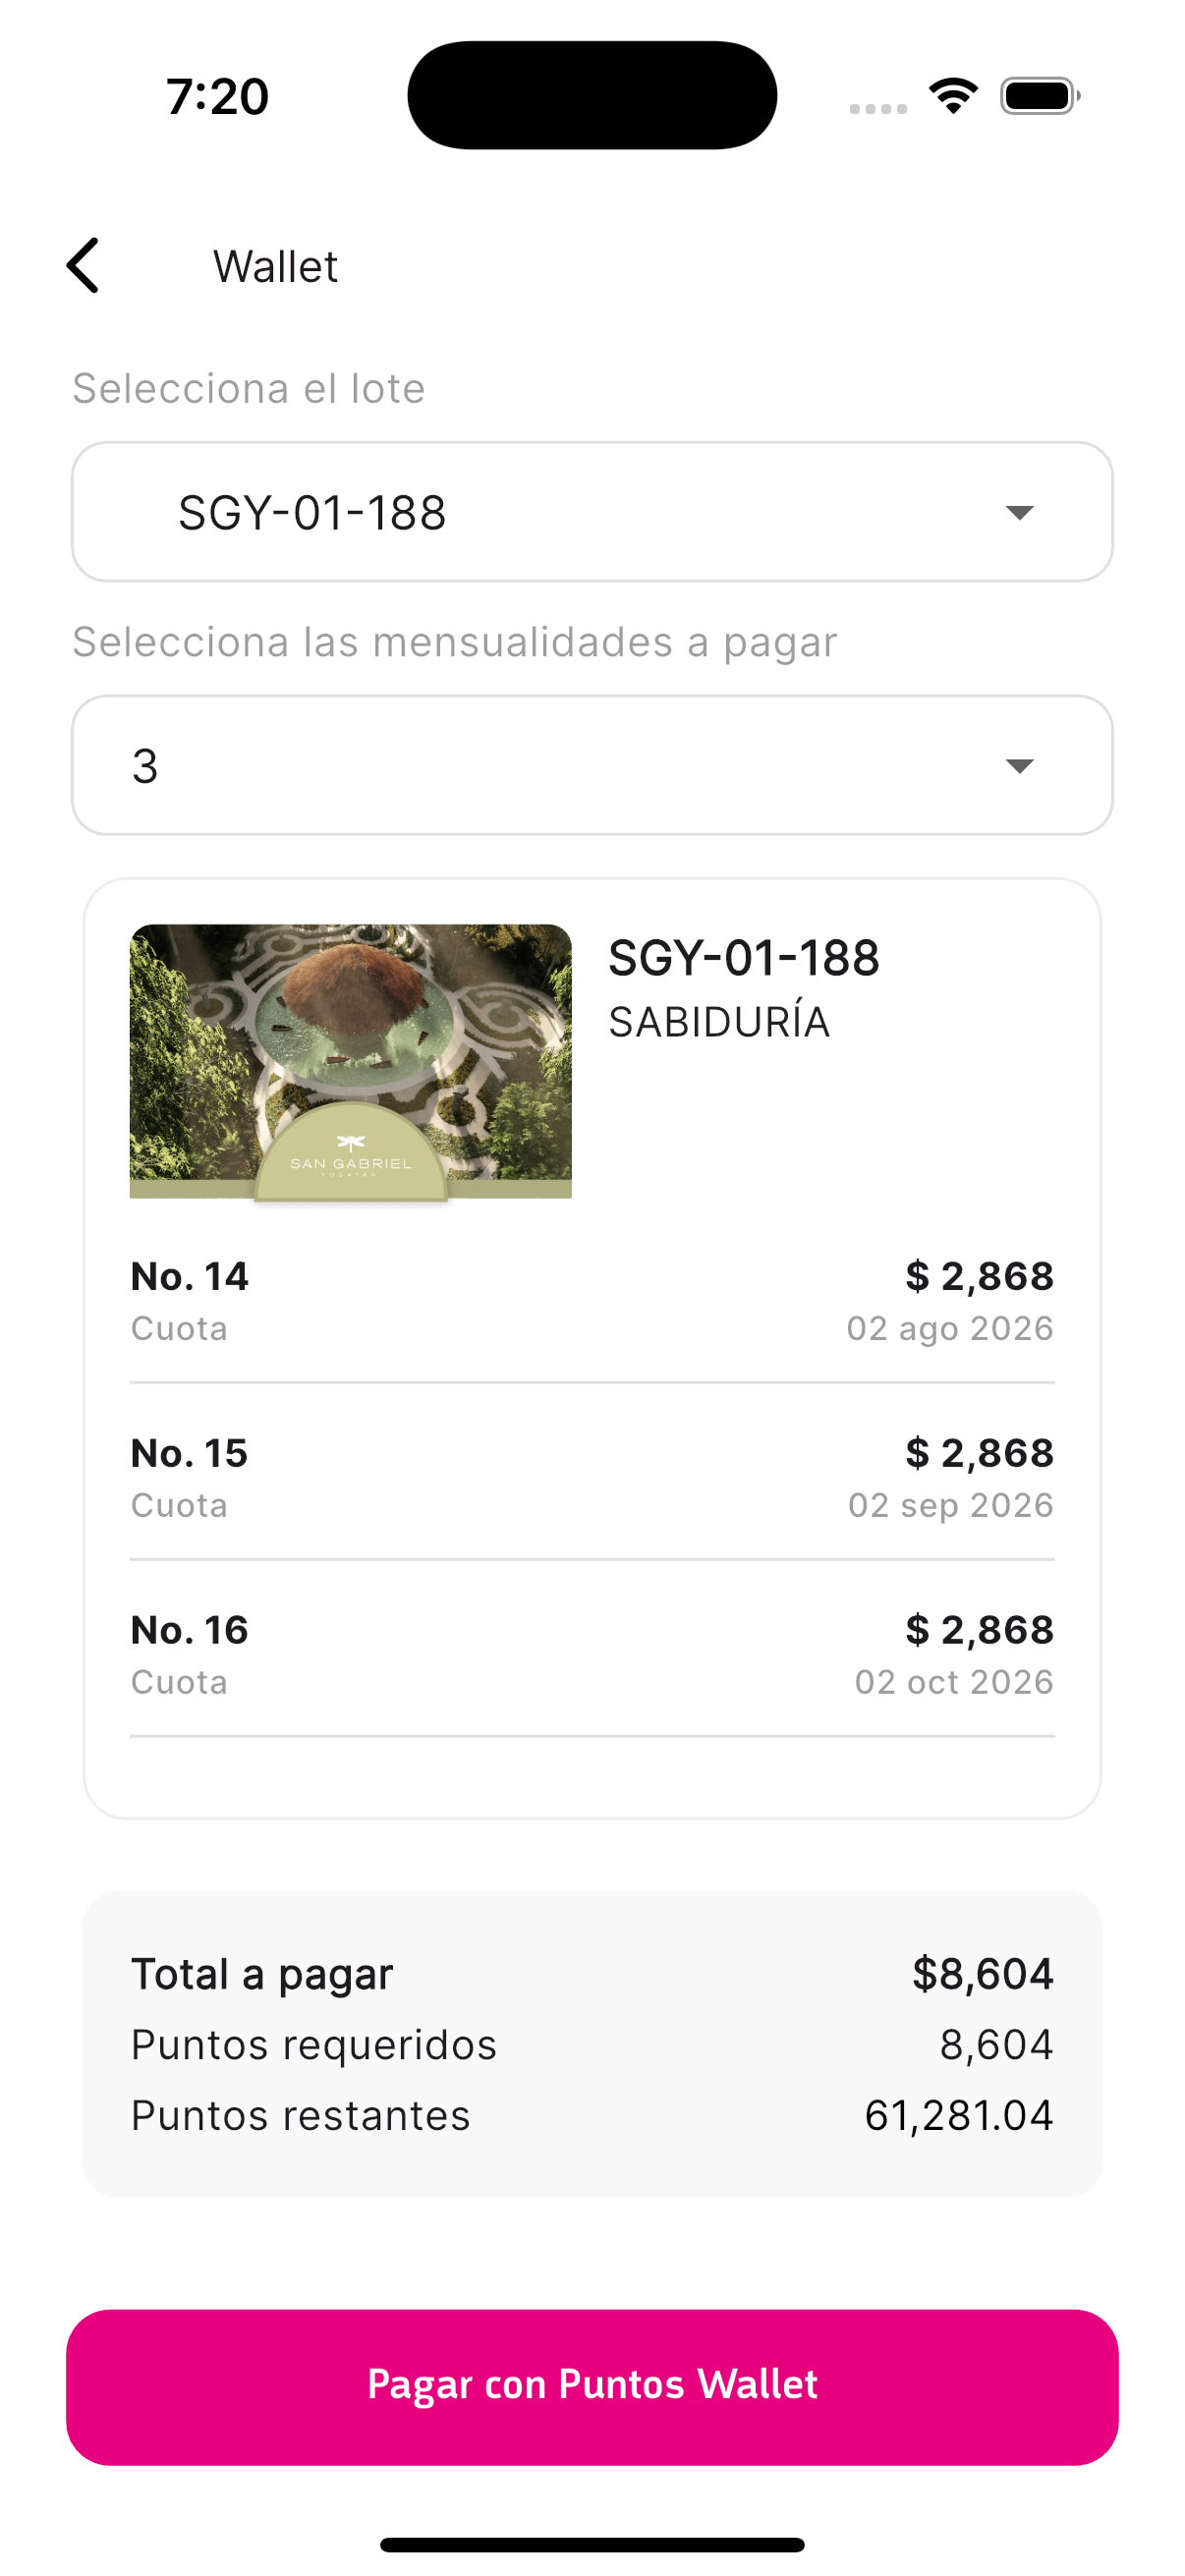 7:20
Wallet
Selecciona el lote
SGY-01-188
Selecciona las mensualidades a pagar
3
SGY-01-188
SABIDURÍA
SAN GABRIEL
YUCATÁN
No. 14
$ 2,868
Cuota
02 ago 2026
No. 15
$ 2,868
Cuota
02 sep 2026
No. 16
$ 2,868
Cuota
02 oct 2026
Total a pagar
$8,604
Puntos requeridos
8,604
Puntos restantes
61,281.04
Pagar con Puntos Wallet